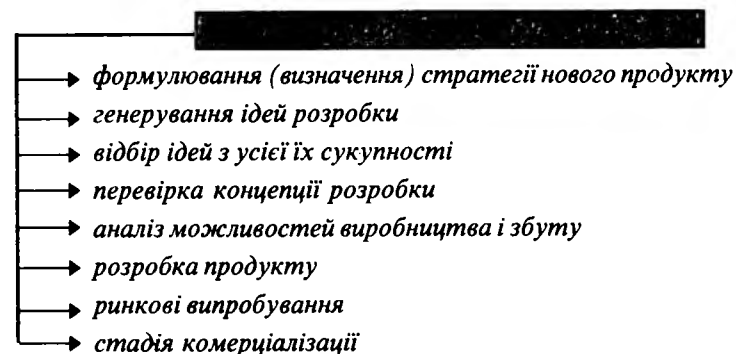 формулювання (визначення) стратегії нового продукту
генерування ідей розробки
відбір ідей з усієї їх сукупності
перевірка концепції розробки
аналіз можливостей виробництва і збуту
розробка продукту
ринкові випробування
стадія комерціалізації